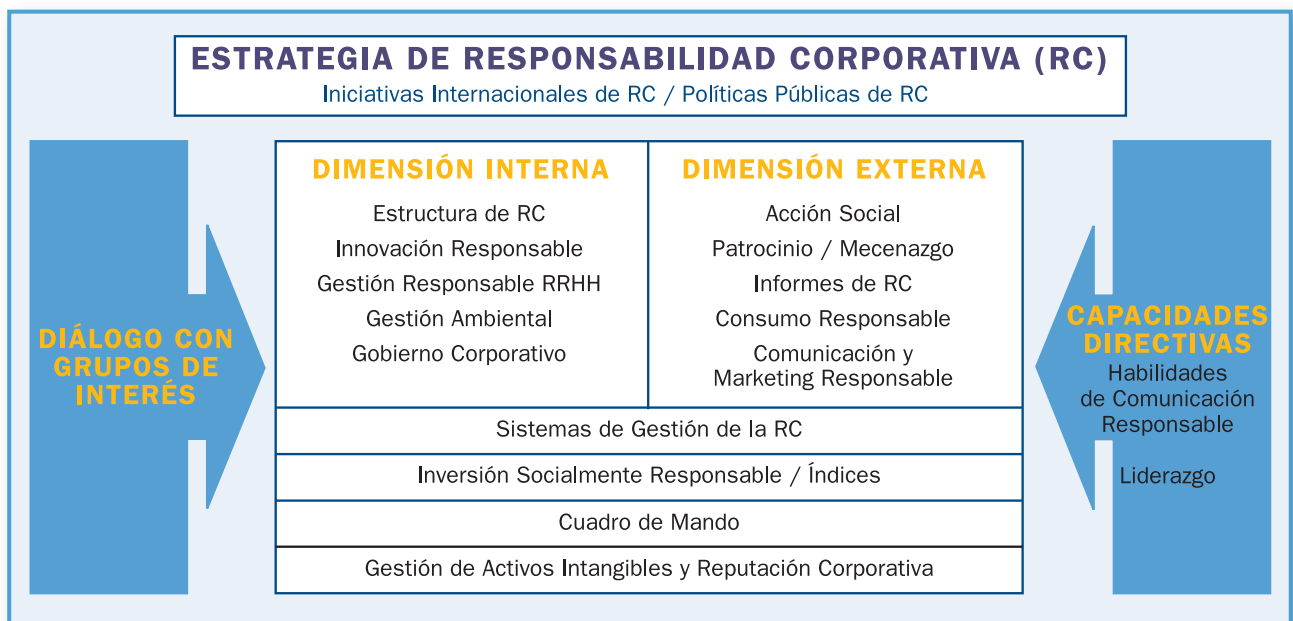 ESTRATEGIA DE RESPONSABILIDAD CORPORATIVA (RC)
Iniciativas Internacionales de RC / Políticas Públicas de RC
DIÁLOGO CON
GRUPOS DE
INTERÉS
DIMENSIÓN INTERNA
Estructura de RC
Innovación Responsable
Gestión Responsable RRHH
Gestión Ambiental
Gobierno Corporativo
DIMENSIÓN EXTERNA
Acción Social
Patrocinio / Mecenazgo
Informes de RC
Consumo Responsable
Comunicación y
Marketing Responsable
Sistemas de Gestión de la RC
Inversión Socialmente Responsable / Índices
Cuadro de Mando
Gestión de Activos Intangibles y Reputación Corporativa
CAPACIDADES
DIRECTIVAS
Habilidades
de Comunicación
Responsable
Liderazgo